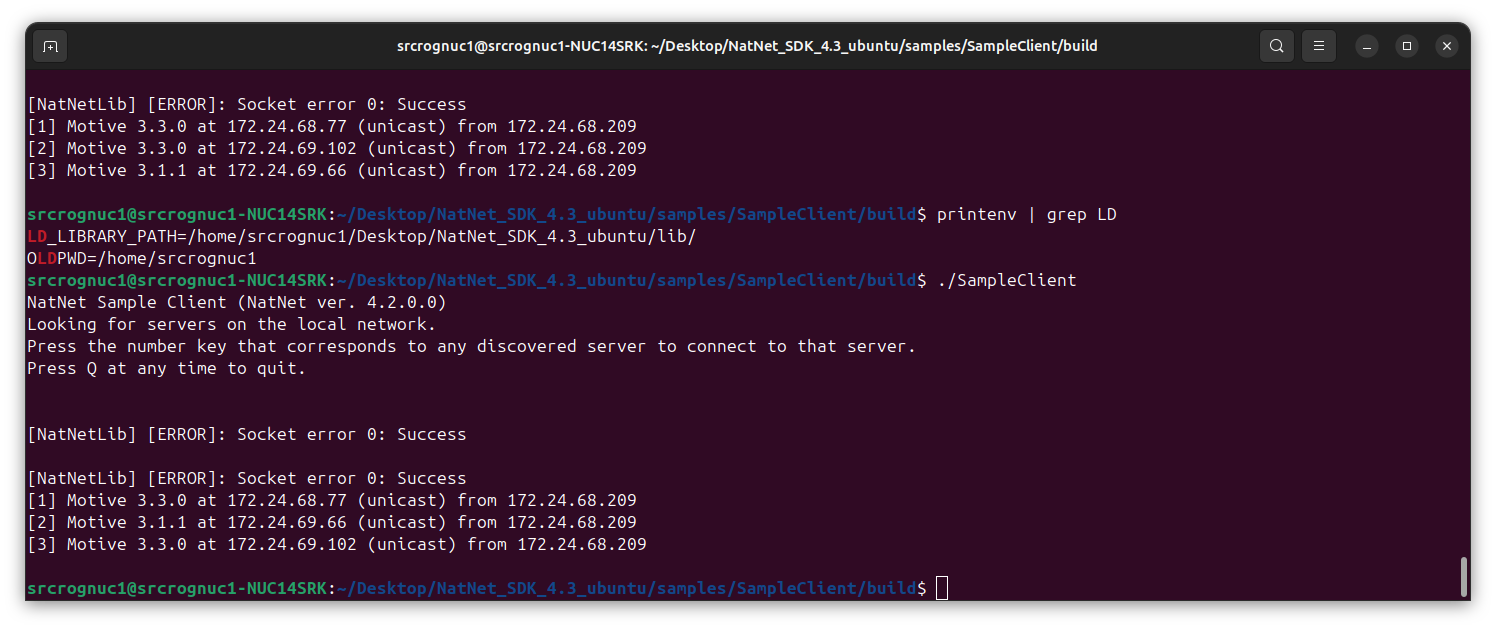 srcrognuc1@srcrognuc1-NUC14SRK: ~/Desktop/NatNet_SDK_4.3_ubuntu/samples/SampleClient/build
[NatNetLib] [ERROR]: Socket error 0: Success
[1] Motive 3.3.0 at 172.24.68.77 (unicast) from 172.24.68.209
[2] Motive 3.3.0 at 172.24.69.102 (unicast) from 172.24.68.209
[3] Motive 3.1.1 at 172.24.69.66 (unicast) from 172.24.68.209
srcrognuc1@srcrognuc1-NUC14SRK:~/Desktop/NatNet_SDK_4.3_ubuntu/samples/SampleClient/build$ printenv | grep LD
LD_LIBRARY_PATH=/home/srcrognuc1/Desktop/NatNet_SDK_4.3_ubuntu/lib/
OLDPWD=/home/srcrognuc1
srcrognuc1@srcrognuc1-NUC14SRK:~/Desktop/NatNet_SDK_4.3_ubuntu/samples/SampleClient/build$ ./SampleClient
NatNet Sample Client (NatNet ver. 4.2.0.0)
Looking for servers on the local network.
Press the number key that corresponds to any discovered server to connect to that server.
Press Q at any time to quit.
[NatNetLib] [ERROR]: Socket error 0: Success
[NatNetLib] [ERROR]: Socket error 0: Success
[1] Motive 3.3.0 at 172.24.68.77 (unicast) from 172.24.68.209
[2] Motive 3.1.1 at 172.24.69.66 (unicast) from 172.24.68.209
[3] Motive 3.3.0 at 172.24.69.102 (unicast) from 172.24.68.209
srcrognuc1@srcrognuc1-NUC14SRK:~/Desktop/NatNet_SDK_4.3_ubuntu/samples/SampleClient/build$